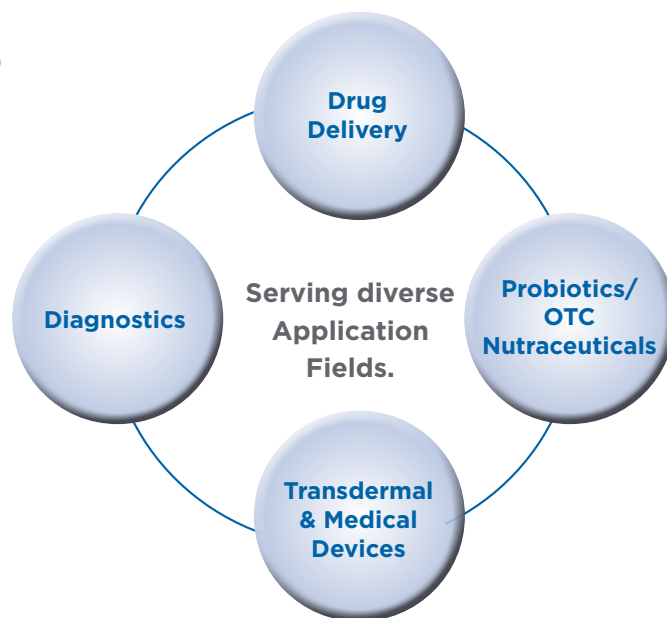 Drug
Delivery
Diagnostics
Serving diverse
Application
Fields.
Probiotics/
OTC
Nutraceuticals
Transdermal
& Medical
Devices